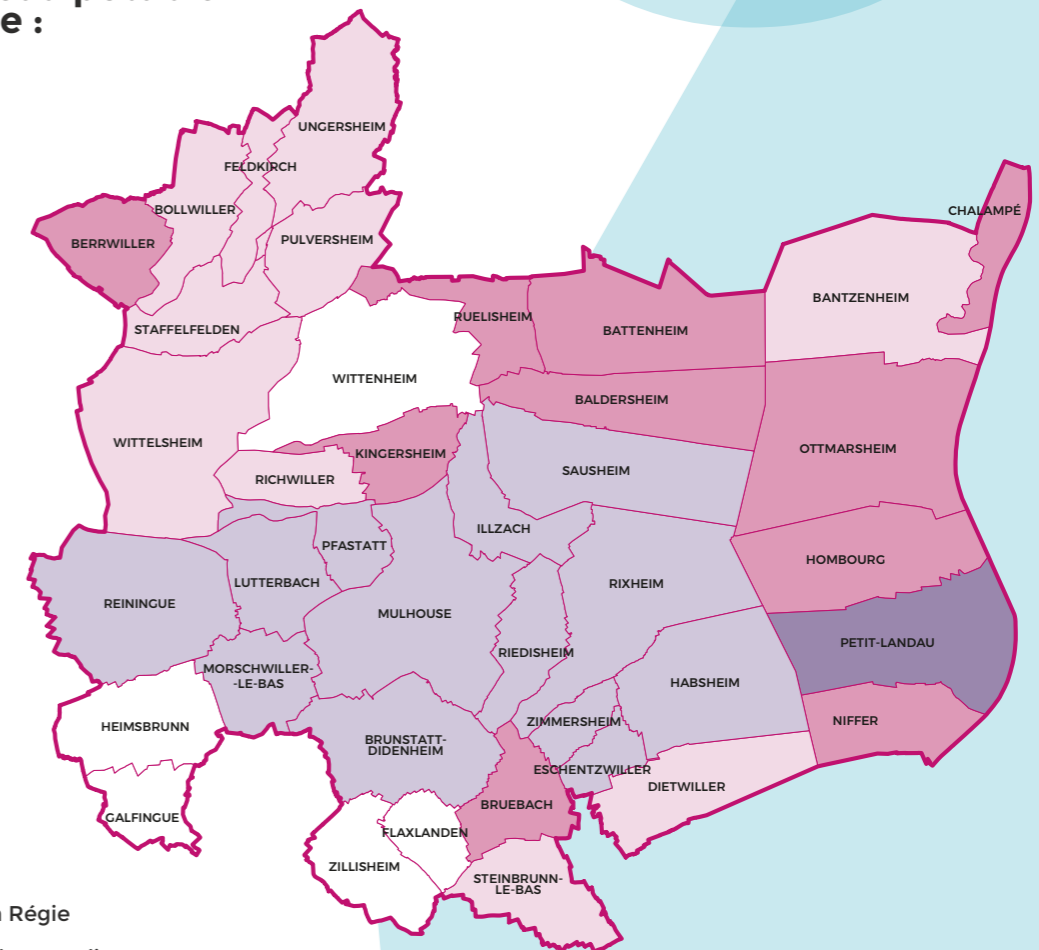 e :
UNGERSHEIM
FELDKIRCH
BOLLWILLER
CHALAMPÉ
BERRWILLER
PULVERSHEIM
BANTZENHEIM
STAFFELFELDEN
RUELISHEIM
BATTENHEIM
WITTENHEIM
BALDERSHEIM
WITTELSHEIM
KINGERSHEIM
OTTMARSHEIM
RICHWILLER
SAUSHEIM
ILLZACH
PFASTATT
HOMBOURG
LUTTERBACH
RIXHEIM
REININGUE
MULHOUSE
PETIT-LANDAU
RIEDISHEIM
MORSCHWILLER-
-LE-BAS
HABSHEIM
HEIMSBRUNN
ZIMMERSHEIM
NIFFER
BRUNSTATT-
DIDENHEIM
ESCHENTZWILLER
DIETWILLER
BRUEBACH
GALFINGUE
FLAXLANDEN
ZILLISHEIM
STEINBRUNN-
LE-BAS
Régie